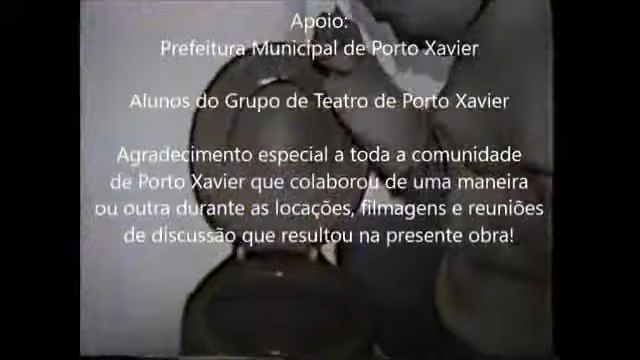 Apoio:
Prefeitura Municipal de Porto Xavier
Alunos do Grupo de Teatro de Porto Xavier
Agradecimento especial a toda a comunidade
de Porto Xavier que colaborou de uma maneira
ou outra durante as locações, filmagens e reuniões
de discussão que resultou na presente obra!